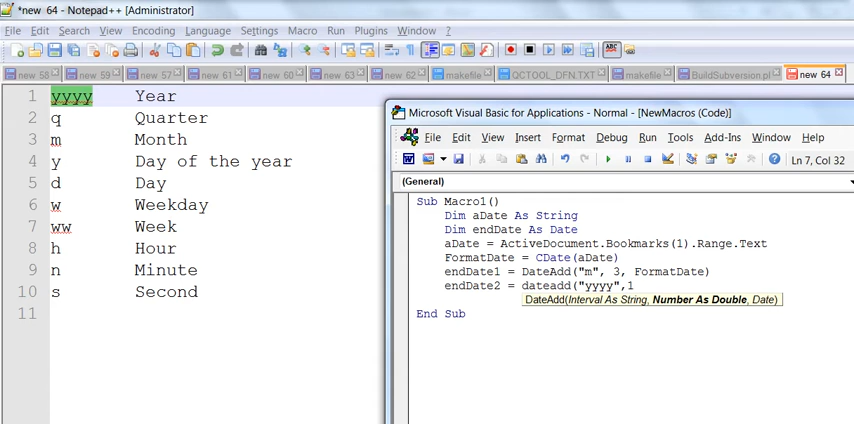 *new 64 - Notepad++ [Administrator]
File Edit Search View Encoding Language Settings Macro Run Plugins Window ?
new 58 new 59 new 57 new 61 new 60 new 63 new 62 makefile QCTOOL_DFN.TXT makefile BuildSubversion.pl new 64
1 yyyy Year
2 q Quarter
3 m Month
4 y Day of the year
5 d Day
6 w Weekday
7 ww Week
8 h Hour
9 n Minute
10 s Second
11
Microsoft Visual Basic for Applications - Normal - [NewMacros (Code)]
File Edit View Insert Format Debug Run Tools Add-Ins Window Help
Ln 7, Col 32
(General)
Sub Macro1()
Dim aDate As String
Dim endDate As Date
aDate = ActiveDocument.Bookmarks(1).Range.Text
FormatDate = CDate(aDate)
endDate1 = DateAdd("m", 3, FormatDate)
endDate2 = dateadd("yyyy",1
DateAdd(Interval As String, Number As Double, Date)
End Sub